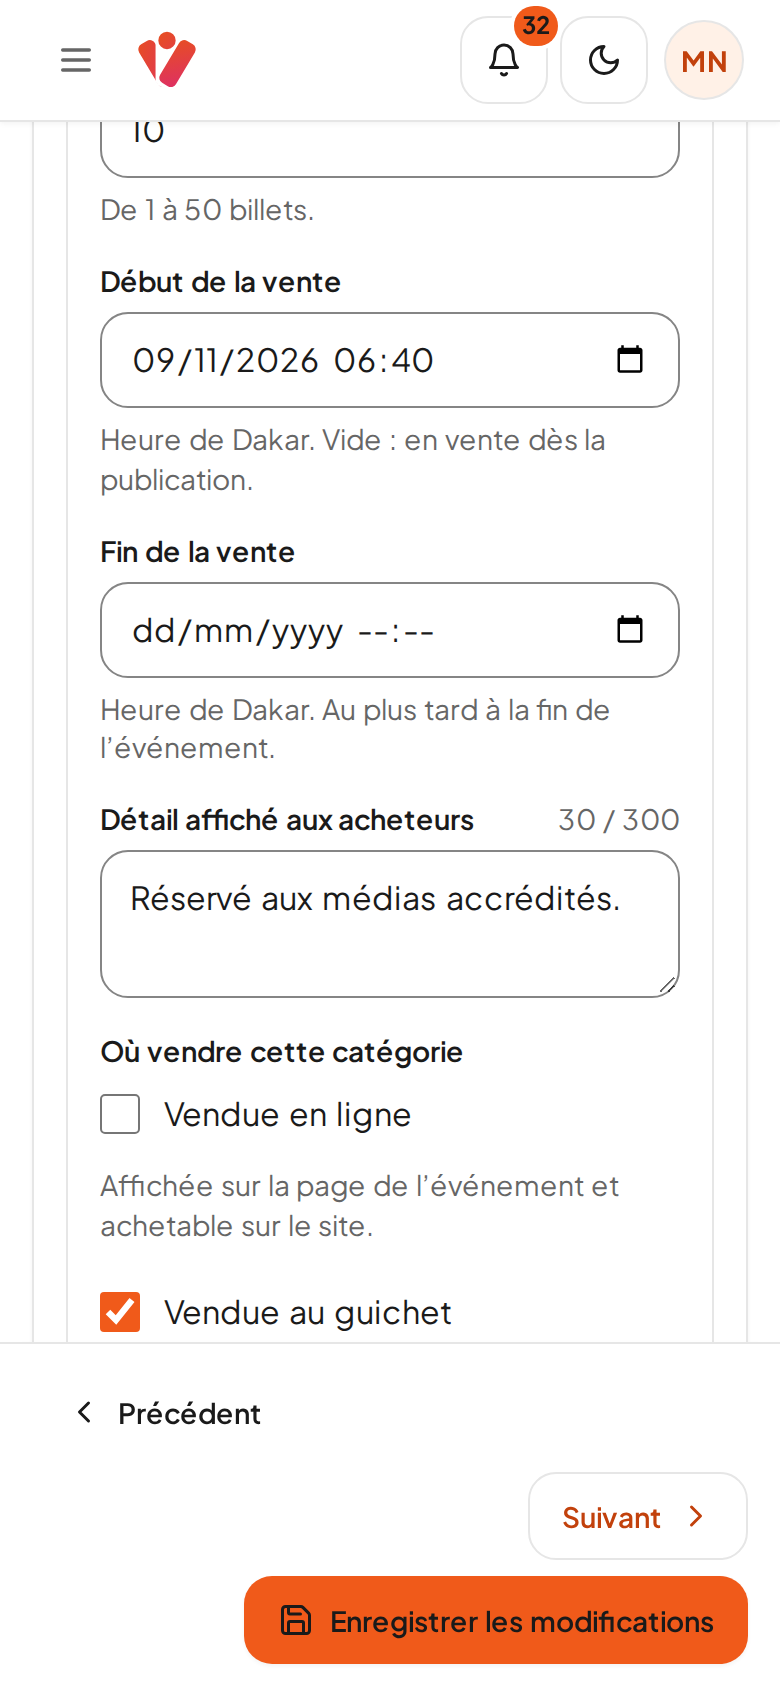 32
MN
10
De 1 à 50 billets.
Début de la vente
09/11/2026 06:40
Heure de Dakar. Vide : en vente dès la
publication.
Fin de la vente
dd/mm/yyyy --:--
Heure de Dakar. Au plus tard à la fin de
l’événement.
Détail affiché aux acheteurs 30 / 300
Réservé aux médias accrédités.
Où vendre cette catégorie
Vendue en ligne
Affichée sur la page de l’événement et
achetable sur le site.
Vendue au guichet
Précédent
Suivant
Enregistrer les modifications